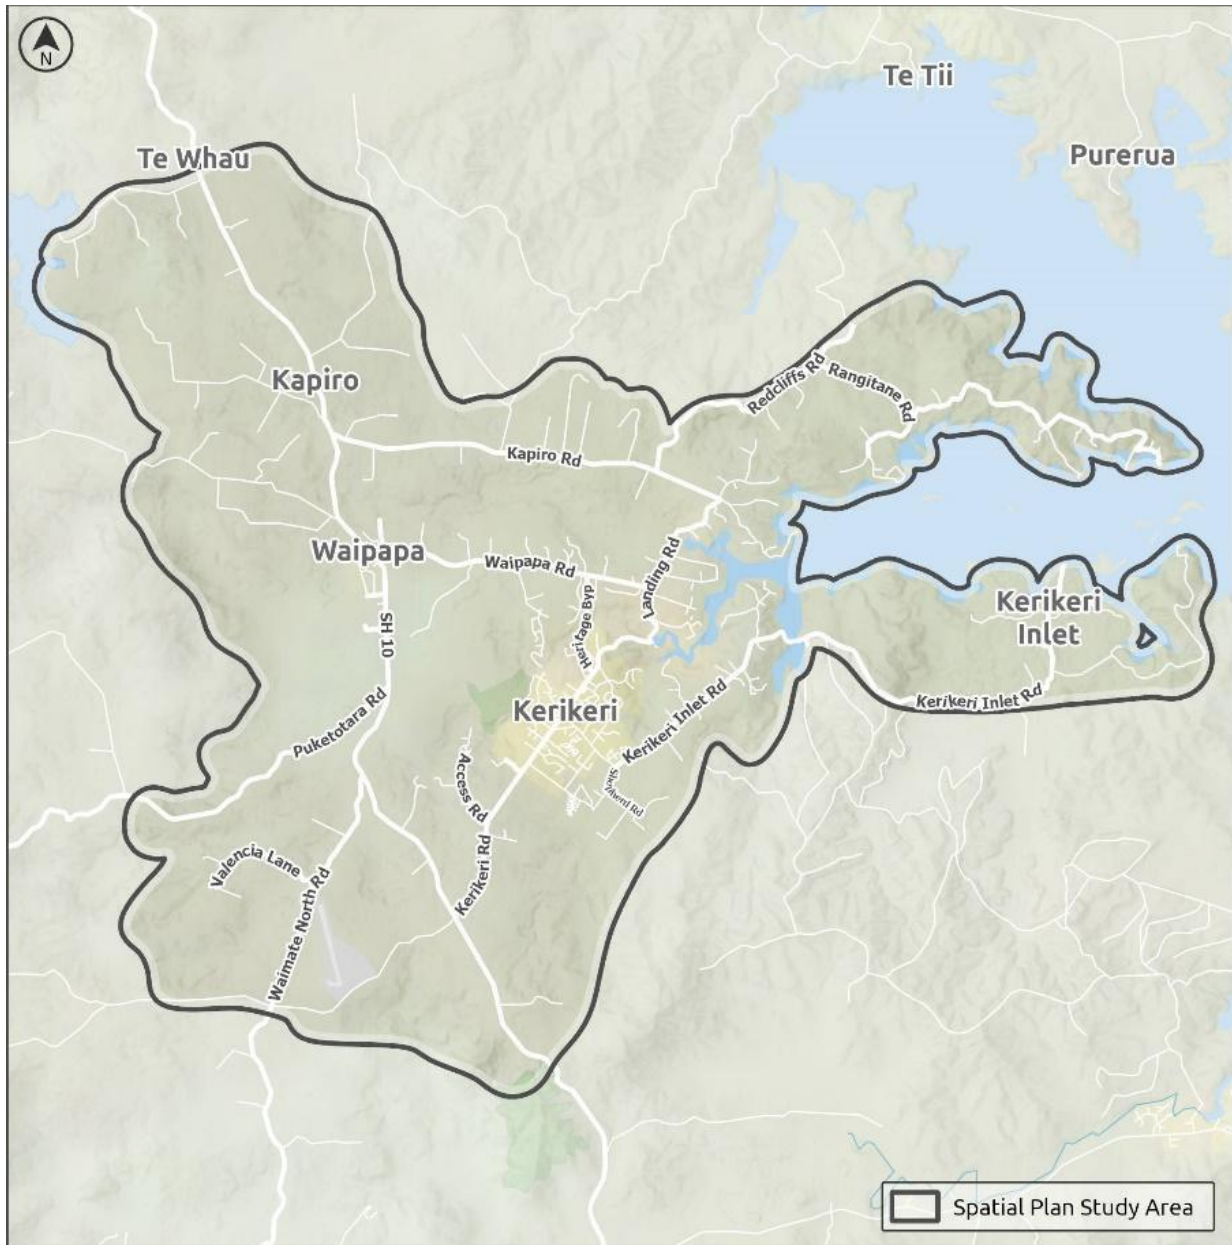 N
Te Tii
Purerua
Te Whau
Kapiro
Redcliffs Rd
Rangitane Rd
Kapiro Rd
Waipapa
Waipapa Rd
Landing Rd
Heritage Byp
SH 10
Kerikeri
Inlet
Kerikeri Inlet Rd
Kerikeri
Kerikeri Inlet Rd
Puketotara Rd
Access Rd
Shepherd Rd
Kerikeri Rd
Valencia Lane
Waimate North Rd
Spatial Plan Study Area